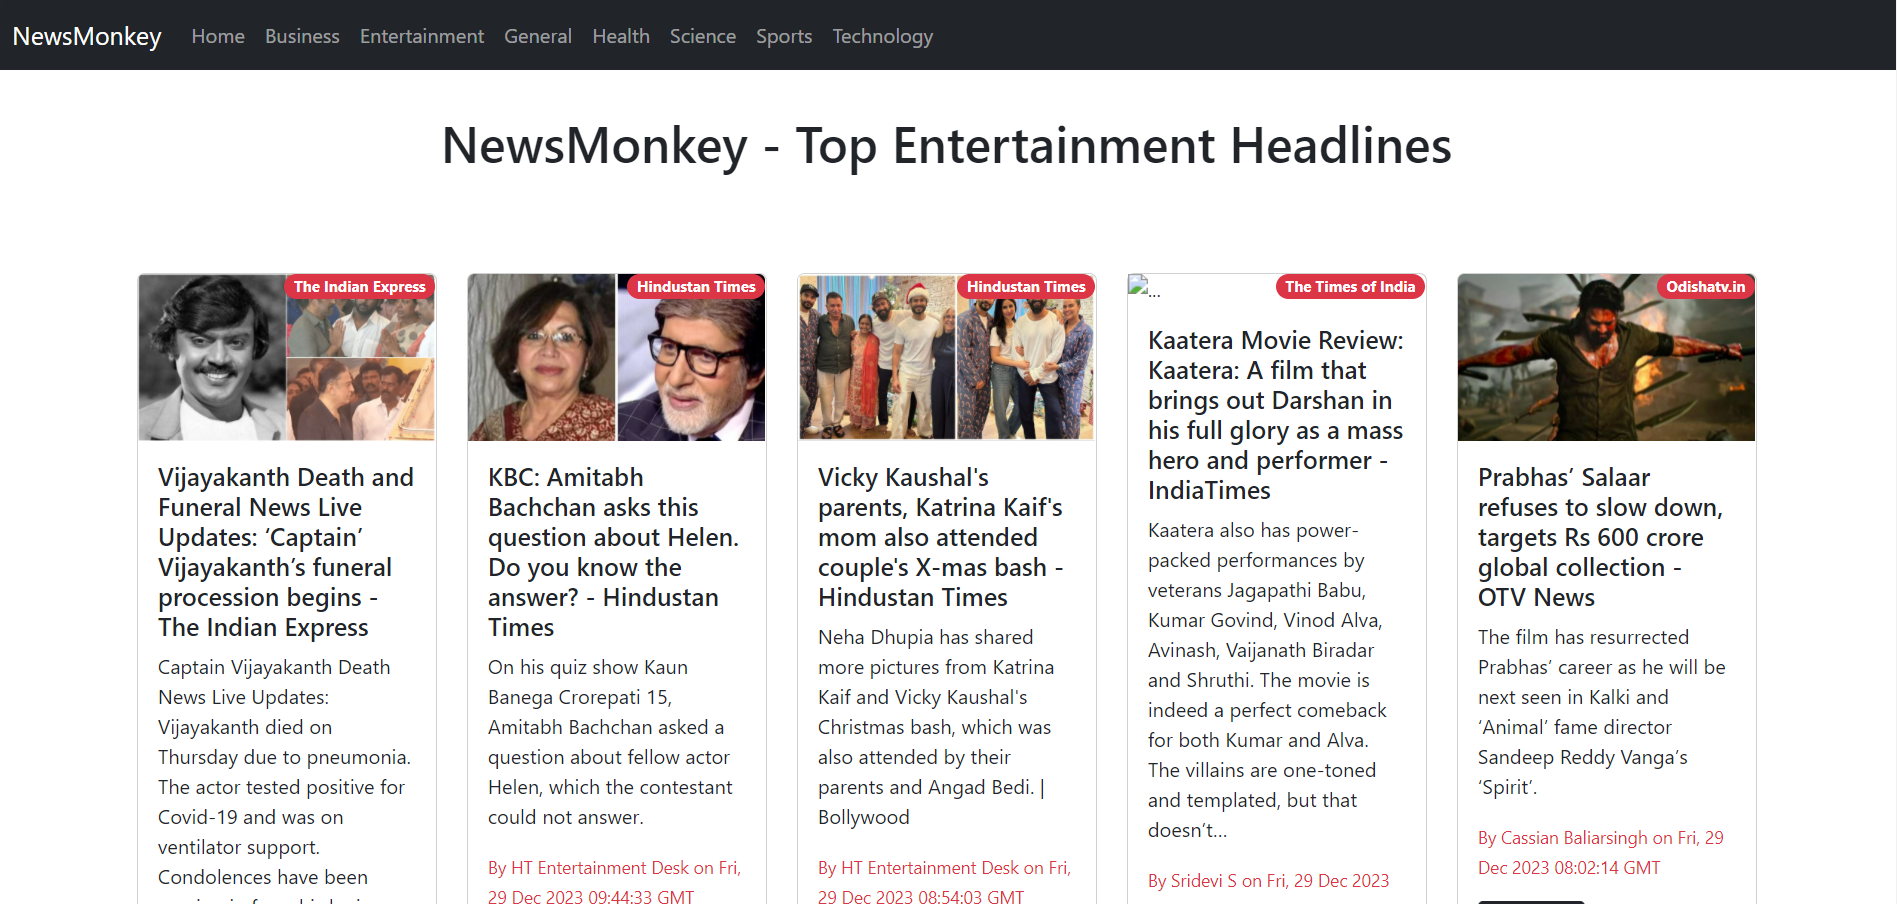 NewsMonkey Home Business Entertainment General Health Science Sports Technology
NewsMonkey - Top Entertainment Headlines
The Indian Express
Vijayakanth Death and
Funeral News Live
Updates: ‘Captain’
Vijayakanth’s funeral
procession begins -
The Indian Express
Captain Vijayakanth Death
News Live Updates:
Vijayakanth died on
Thursday due to pneumonia.
The actor tested positive for
Covid-19 and was on
ventilator support.
Condolences have been
Hindustan Times
KBC: Amitabh
Bachchan asks this
question about Helen.
Do you know the
answer? - Hindustan
Times
On his quiz show Kaun
Banega Crorepati 15,
Amitabh Bachchan asked a
question about fellow actor
Helen, which the contestant
could not answer.
By HT Entertainment Desk on Fri,
29 Dec 2023 09:44:33 GMT
Hindustan Times
Vicky Kaushal's
parents, Katrina Kaif's
mom also attended
couple's X-mas bash -
Hindustan Times
Neha Dhupia has shared
more pictures from Katrina
Kaif and Vicky Kaushal's
Christmas bash, which was
also attended by their
parents and Angad Bedi. |
Bollywood
By HT Entertainment Desk on Fri,
29 Dec 2023 08:54:03 GMT
...
The Times of India
Kaatera Movie Review:
Kaatera: A film that
brings out Darshan in
his full glory as a mass
hero and performer -
IndiaTimes
Kaatera also has power-
packed performances by
veterans Jagapathi Babu,
Kumar Govind, Vinod Alva,
Avinash, Vaijanath Biradar
and Shruthi. The movie is
indeed a perfect comeback
for both Kumar and Alva.
The villains are one-toned
and templated, but that
doesn’t...
By Sridevi S on Fri, 29 Dec 2023
Odishatv.in
Prabhas’ Salaar
refuses to slow down,
targets Rs 600 crore
global collection -
OTV News
The film has resurrected
Prabhas’ career as he will be
next seen in Kalki and
‘Animal’ fame director
Sandeep Reddy Vanga’s
‘Spirit’.
By Cassian Baliarsingh on Fri, 29
Dec 2023 08:02:14 GMT